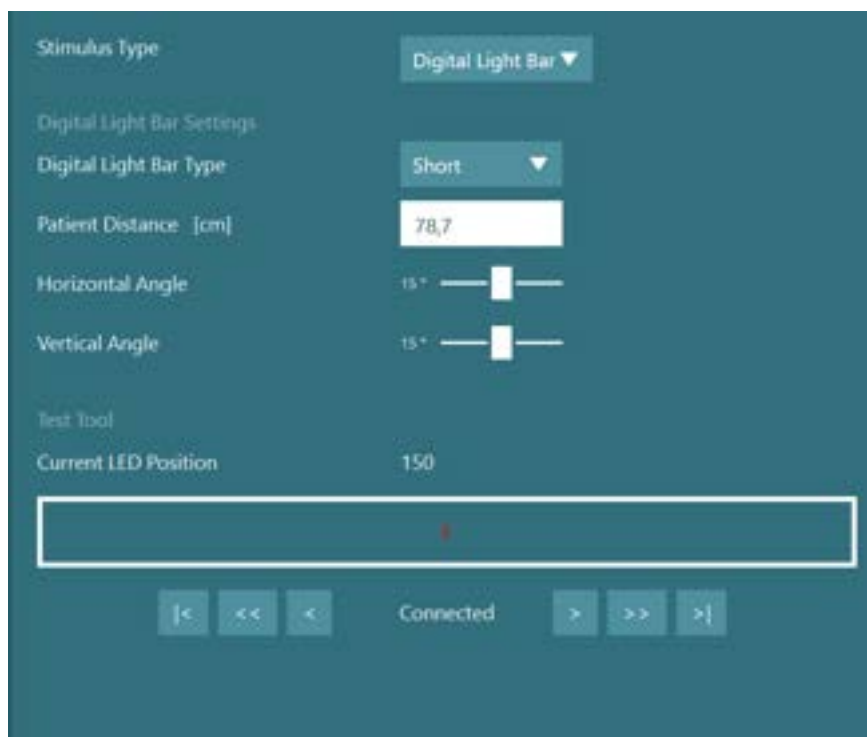 Stimulus Type
Digital Light Bar
Digital Light Bar Settings
Digital Light Bar Type
Short
Patient Distance [cm]
78,7
Horizontal Angle
15 °
Vertical Angle
15 °
Test Tool
Current LED Position
150
|< << < Connected > >> >|